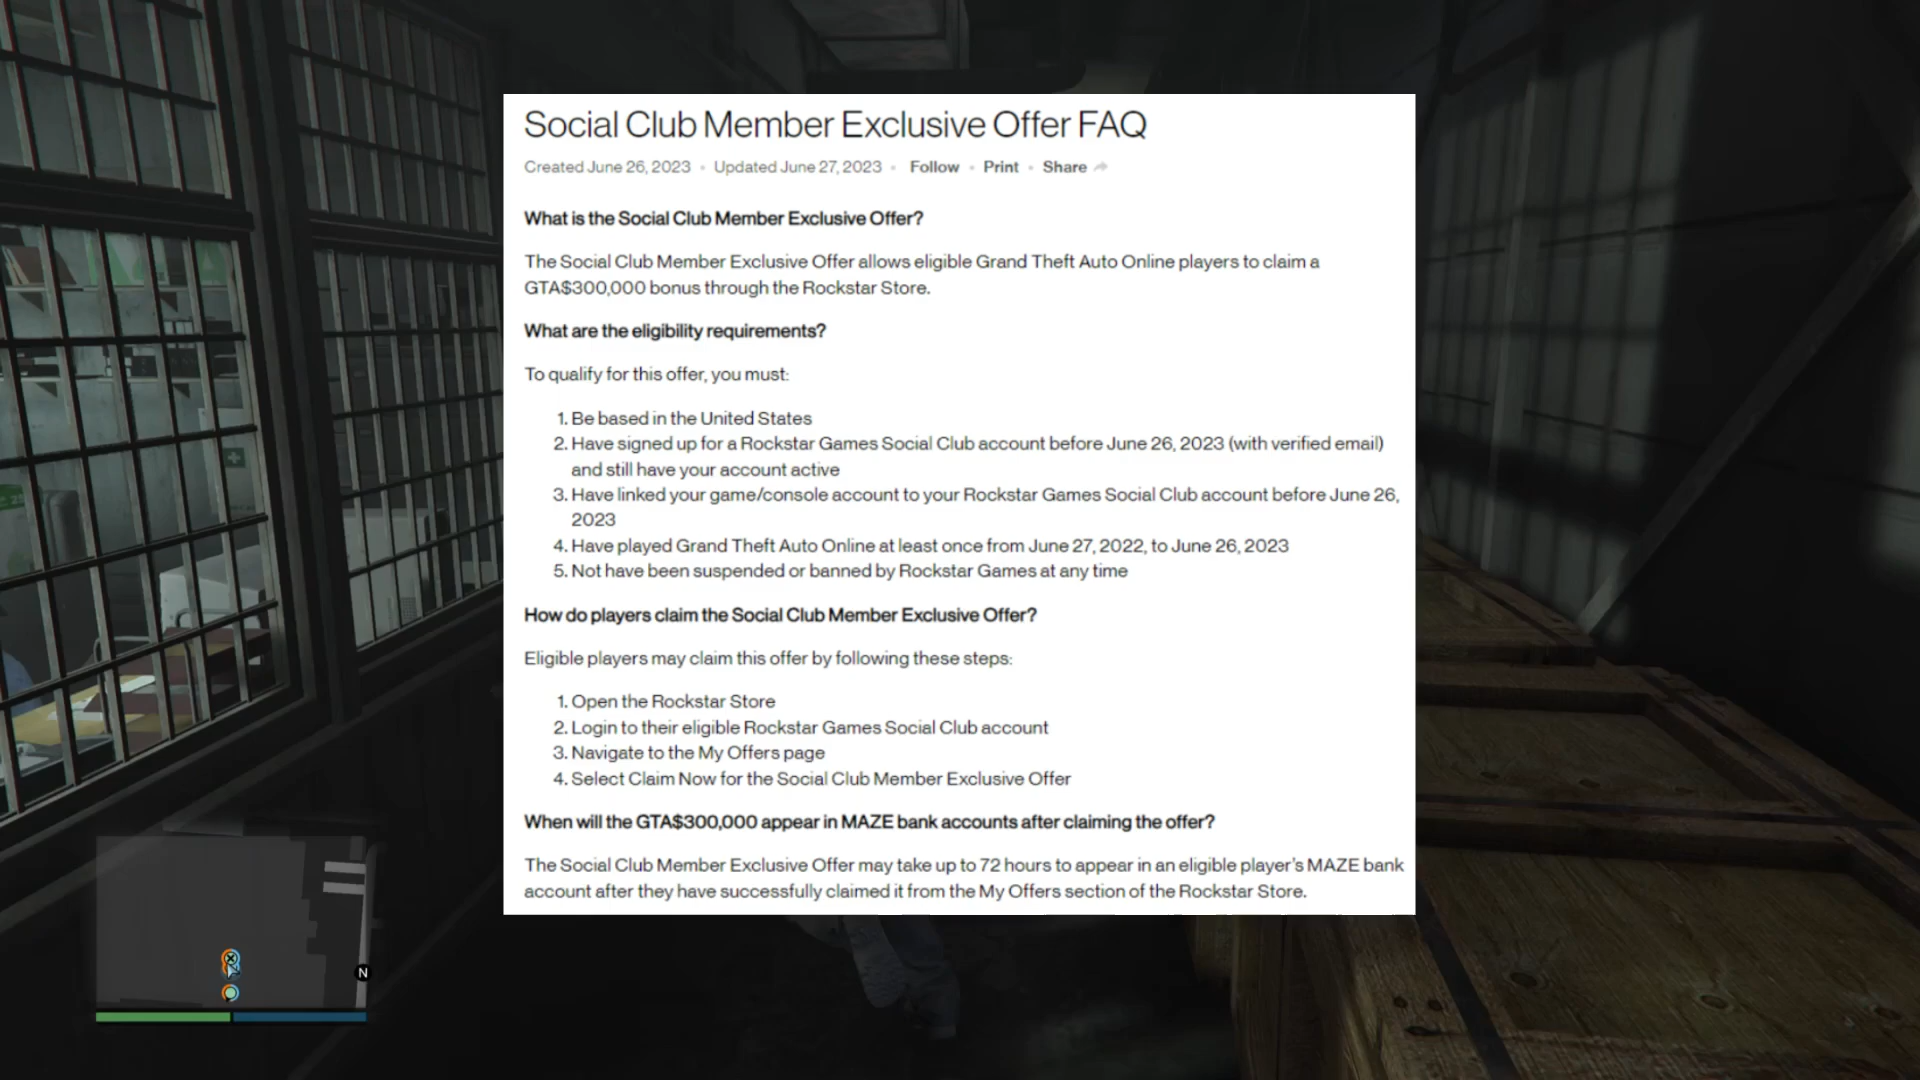 Social Club Member Exclusive Offer FAQ
Created June 26, 2023 • Updated June 27, 2023 • Follow • Print • Share
What is the Social Club Member Exclusive Offer?
The Social Club Member Exclusive Offer allows eligible Grand Theft Auto Online players to claim a
GTA$300,000 bonus through the Rockstar Store.
What are the eligibility requirements?
To qualify for this offer, you must:
1. Be based in the United States
2. Have signed up for a Rockstar Games Social Club account before June 26, 2023 (with verified email)
and still have your account active
3. Have linked your game/console account to your Rockstar Games Social Club account before June 26,
2023
4. Have played Grand Theft Auto Online at least once from June 27, 2022, to June 26, 2023
5. Not have been suspended or banned by Rockstar Games at any time
How do players claim the Social Club Member Exclusive Offer?
Eligible players may claim this offer by following these steps:
1. Open the Rockstar Store
2. Login to their eligible Rockstar Games Social Club account
3. Navigate to the My Offers page
4. Select Claim Now for the Social Club Member Exclusive Offer
When will the GTA$300,000 appear in MAZE bank accounts after claiming the offer?
The Social Club Member Exclusive Offer may take up to 72 hours to appear in an eligible player's MAZE bank
account after they have successfully claimed it from the My Offers section of the Rockstar Store.
N